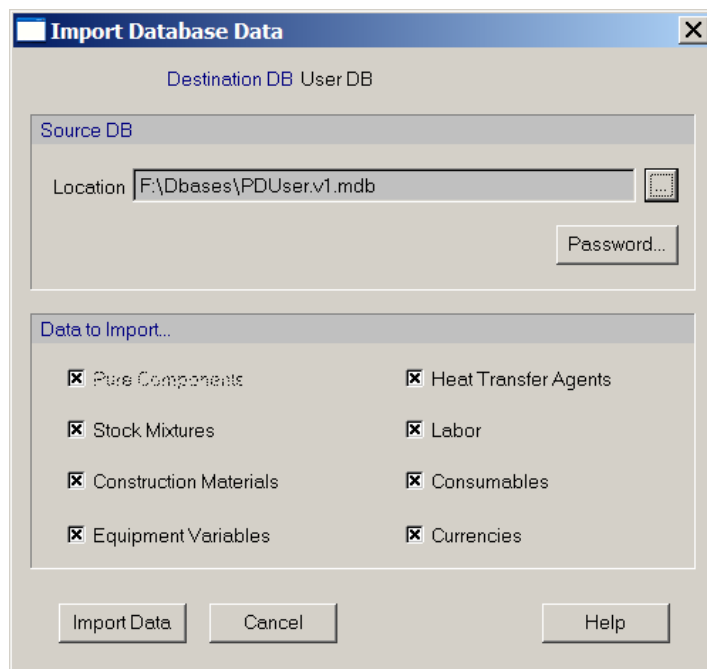 Import Database Data
Destination DB User DB
Source DB
Location F:\Dbases\PDUser.v1.mdb ...
Password...
Data to Import...
Pure Components Heat Transfer Agents
Stock Mixtures Labor
Construction Materials Consumables
Equipment Variables Currencies
Import Data Cancel Help